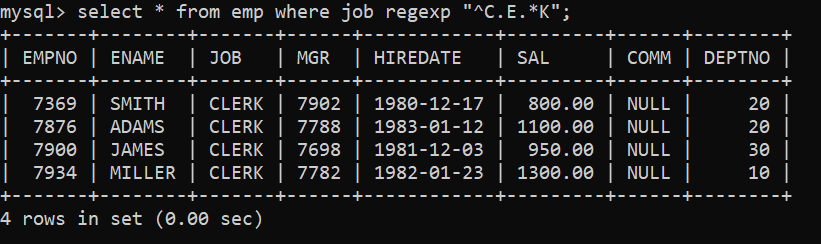 mysql> select * from emp where job regexp "^C.E.*K";
+-------+--------+-------+------+------------+---------+------+--------+
| EMPNO | ENAME  | JOB   | MGR  | HIREDATE   | SAL     | COMM | DEPTNO |
+-------+--------+-------+------+------------+---------+------+--------+
|  7369 | SMITH  | CLERK | 7902 | 1980-12-17 |  800.00 | NULL |     20 |
|  7876 | ADAMS  | CLERK | 7788 | 1983-01-12 | 1100.00 | NULL |     20 |
|  7900 | JAMES  | CLERK | 7698 | 1981-12-03 |  950.00 | NULL |     30 |
|  7934 | MILLER | CLERK | 7782 | 1982-01-23 | 1300.00 | NULL |     10 |
+-------+--------+-------+------+------------+---------+------+--------+
4 rows in set (0.00 sec)